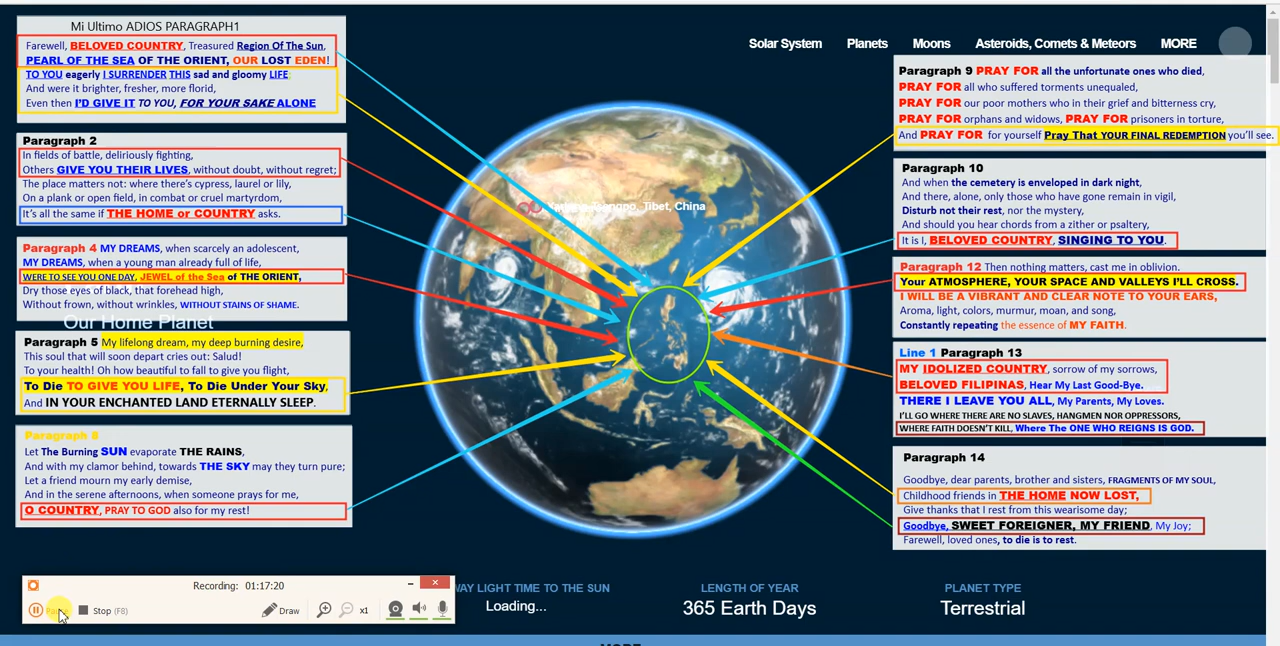 Mi Ultimo ADIOS PARAGRAPH1
Farewell, BELOVED COUNTRY, Treasured Region Of The Sun,
PEARL OF THE SEA OF THE ORIENT, OUR LOST EDEN!
TO YOU eagerly I SURRENDER THIS sad and gloomy LIFE;
And were it brighter, fresher, more florid,
Even then I'D GIVE IT TO YOU, FOR YOUR SAKE ALONE
Paragraph 2
In fields of battle, deliriously fighting,
Others GIVE YOU THEIR LIVES, without doubt, without regret;
The place matters not: where there's cypress, laurel or lily,
On a plank or open field, in combat or cruel martyrdom,
It's all the same if THE HOME or COUNTRY asks.
Paragraph 4 MY DREAMS, when scarcely an adolescent,
MY DREAMS, when a young man already full of life,
WERE TO SEE YOU ONE DAY, JEWEL of the Sea of THE ORIENT,
Dry those eyes of black, that forehead high,
Without frown, without wrinkles, WITHOUT STAINS OF SHAME.
Our Home Planet
Paragraph 5 My lifelong dream, my deep burning desire,
This soul that will soon depart cries out: Salud!
To your health! Oh how beautiful to fall to give you flight,
To Die TO GIVE YOU LIFE, To Die Under Your Sky,
And IN YOUR ENCHANTED LAND ETERNALLY SLEEP.
Paragraph 8
Let The Burning SUN evaporate THE RAINS,
And with my clamor behind, towards THE SKY may they turn pure;
Let a friend mourn my early demise,
And in the serene afternoons, when someone prays for me,
O COUNTRY, PRAY TO GOD also for my rest!
Solar System Planets Moons Asteroids, Comets & Meteors MORE
Tibet, China
Paragraph 9 PRAY FOR all the unfortunate ones who died,
PRAY FOR all who suffered torments unequaled,
PRAY FOR our poor mothers who in their grief and bitterness cry,
PRAY FOR orphans and widows, PRAY FOR prisoners in torture,
And PRAY FOR for yourself Pray That YOUR FINAL REDEMPTION you'll see.
Paragraph 10
And when the cemetery is enveloped in dark night,
And there, alone, only those who have gone remain in vigil,
Disturb not their rest, nor the mystery,
And should you hear chords from a zither or psaltery,
It is I, BELOVED COUNTRY, SINGING TO YOU.
Paragraph 12 Then nothing matters, cast me in oblivion.
Your ATMOSPHERE, YOUR SPACE AND VALLEYS I'LL CROSS.
I WILL BE A VIBRANT AND CLEAR NOTE TO YOUR EARS,
Aroma, light, colors, murmur, moan, and song,
Constantly repeating the essence of MY FAITH.
Line 1 Paragraph 13
MY IDOLIZED COUNTRY, sorrow of my sorrows,
BELOVED FILIPINAS, Hear My Last Good-Bye.
THERE I LEAVE YOU ALL, My Parents, My Loves.
I'LL GO WHERE THERE ARE NO SLAVES, HANGMEN NOR OPPRESSORS,
WHERE FAITH DOESN'T KILL, Where The ONE WHO REIGNS IS GOD.
Paragraph 14
Goodbye, dear parents, brother and sisters, FRAGMENTS OF MY SOUL,
Childhood friends in THE HOME NOW LOST,
Give thanks that I rest from this wearisome day;
Goodbye, SWEET FOREIGNER, MY FRIEND, My Joy;
Farewell, loved ones, to die is to rest.
Recording: 01:17:20
Stop (F8) Draw x1
WAY LIGHT TIME TO THE SUN
Loading...
LENGTH OF YEAR
365 Earth Days
PLANET TYPE
Terrestrial
MORE